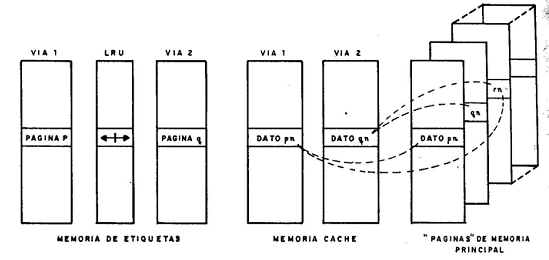 VIA 1 LRU VIA 2 VIA 1 VIA 2
rn
qn
PAGINA P PAGINA q DATO pn DATO qn DATO pn
MEMORIA DE ETIQUETAS MEMORIA CACHE "PAGINAS" DE MEMORIA
PRINCIPAL